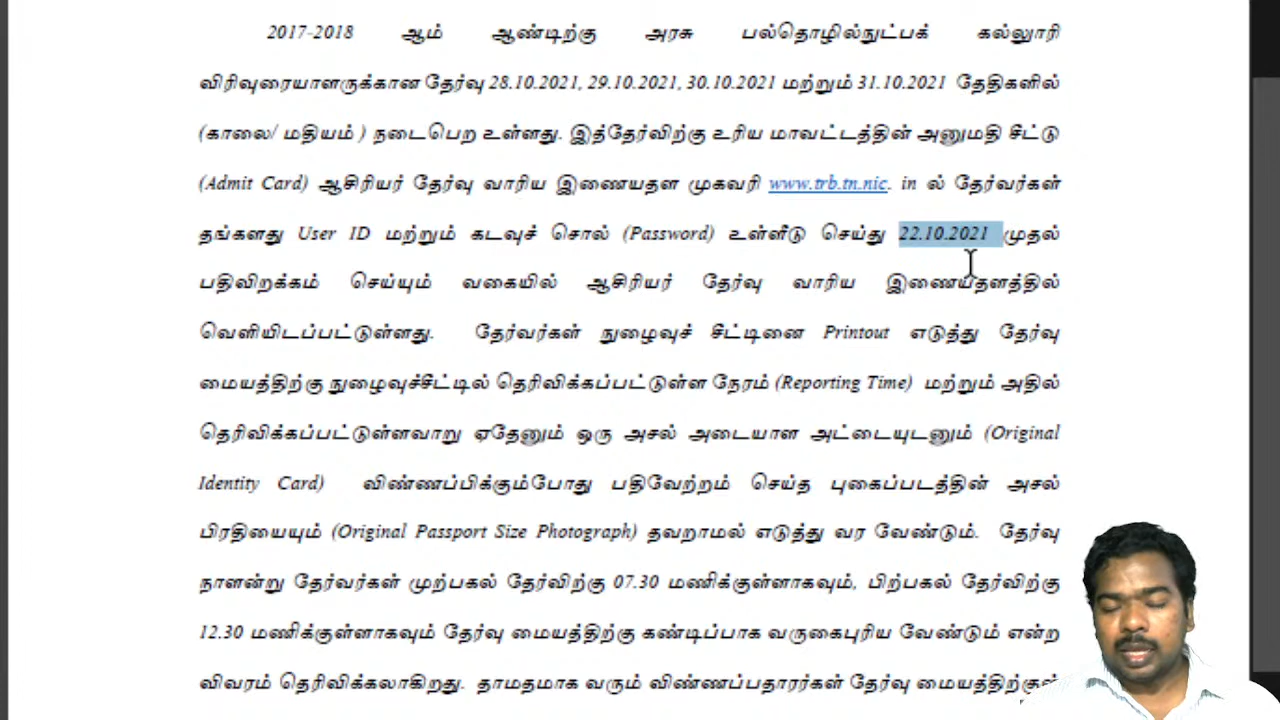 2017-2018 ஆம் ஆண்டிற்கு அரசு பல்தொழில்நுட்பக் கல்லூரி
விரிவுரையாளருக்கான தேர்வு 28.10.2021, 29.10.2021, 30.10.2021 மற்றும் 31.10.2021 தேதிகளில்
(காலை/ மதியம் ) நடைபெற உள்ளது. இத்தேர்விற்கு உரிய மாவட்டத்தின் அனுமதி சீட்டு
(Admit Card) ஆசிரியர் தேர்வு வாரிய இணையதள முகவரி www.trb.tn.nic. in ல் தேர்வர்கள்
தங்களது User ID மற்றும் கடவுச் சொல் (Password) உள்ளீடு செய்து 22.10.2021 முதல்
பதிவிறக்கம் செய்யும் வகையில் ஆசிரியர் தேர்வு வாரிய இணையதளத்தில்
வெளியிடப்பட்டுள்ளது. தேர்வர்கள் நுழைவுச் சீட்டினை Printout எடுத்து தேர்வு
மையத்திற்கு நுழைவுச்சீட்டில் தெரிவிக்கப்பட்டுள்ள நேரம் (Reporting Time) மற்றும் அதில்
தெரிவிக்கப்பட்டுள்ளவாறு ஏதேனும் ஒரு அசல் அடையாள அட்டையுடனும் (Original
Identity Card) விண்ணப்பிக்கும்போது பதிவேற்றம் செய்த புகைப்படத்தின் அசல்
பிரதியையும் (Original Passport Size Photograph) தவறாமல் எடுத்து வர வேண்டும். தேர்வு
நாளன்று தேர்வர்கள் முற்பகல் தேர்விற்கு 07.30 மணிக்குள்ளாகவும், பிற்பகல் தேர்விற்கு
12.30 மணிக்குள்ளாகவும் தேர்வு மையத்திற்கு கண்டிப்பாக வருகைபுரிய வேண்டும் என்ற
விவரம் தெரிவிக்கலாகிறது. தாமதமாக வரும் விண்ணப்பதாரர்கள் தேர்வு மையத்திற்குள்